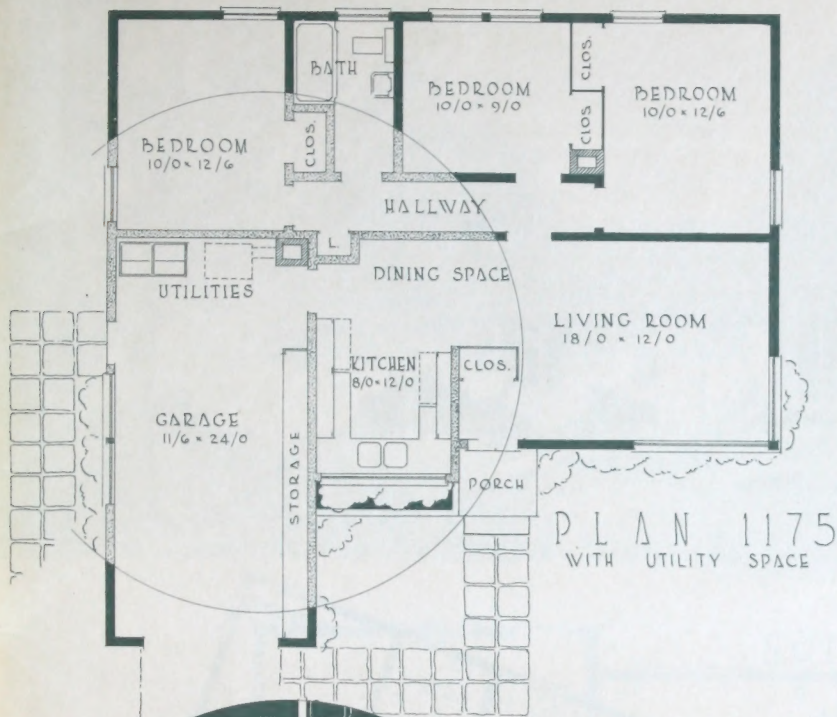 BATH
CLOS.
BEDROOM
10/0 × 9/0
BEDROOM
10/0 × 12/6
CLOS
BEDROOM
10/0 × 12/6
CLOS.
HALLWAY
L.
DINING SPACE
UTILITIES
LIVING ROOM
18/0 × 12/0
KITCHEN
8/0 × 12/0
CLOS.
GARAGE
11/6 × 24/0
STORAGE
PORCH
PLAN 1175
WITH UTILITY SPACE